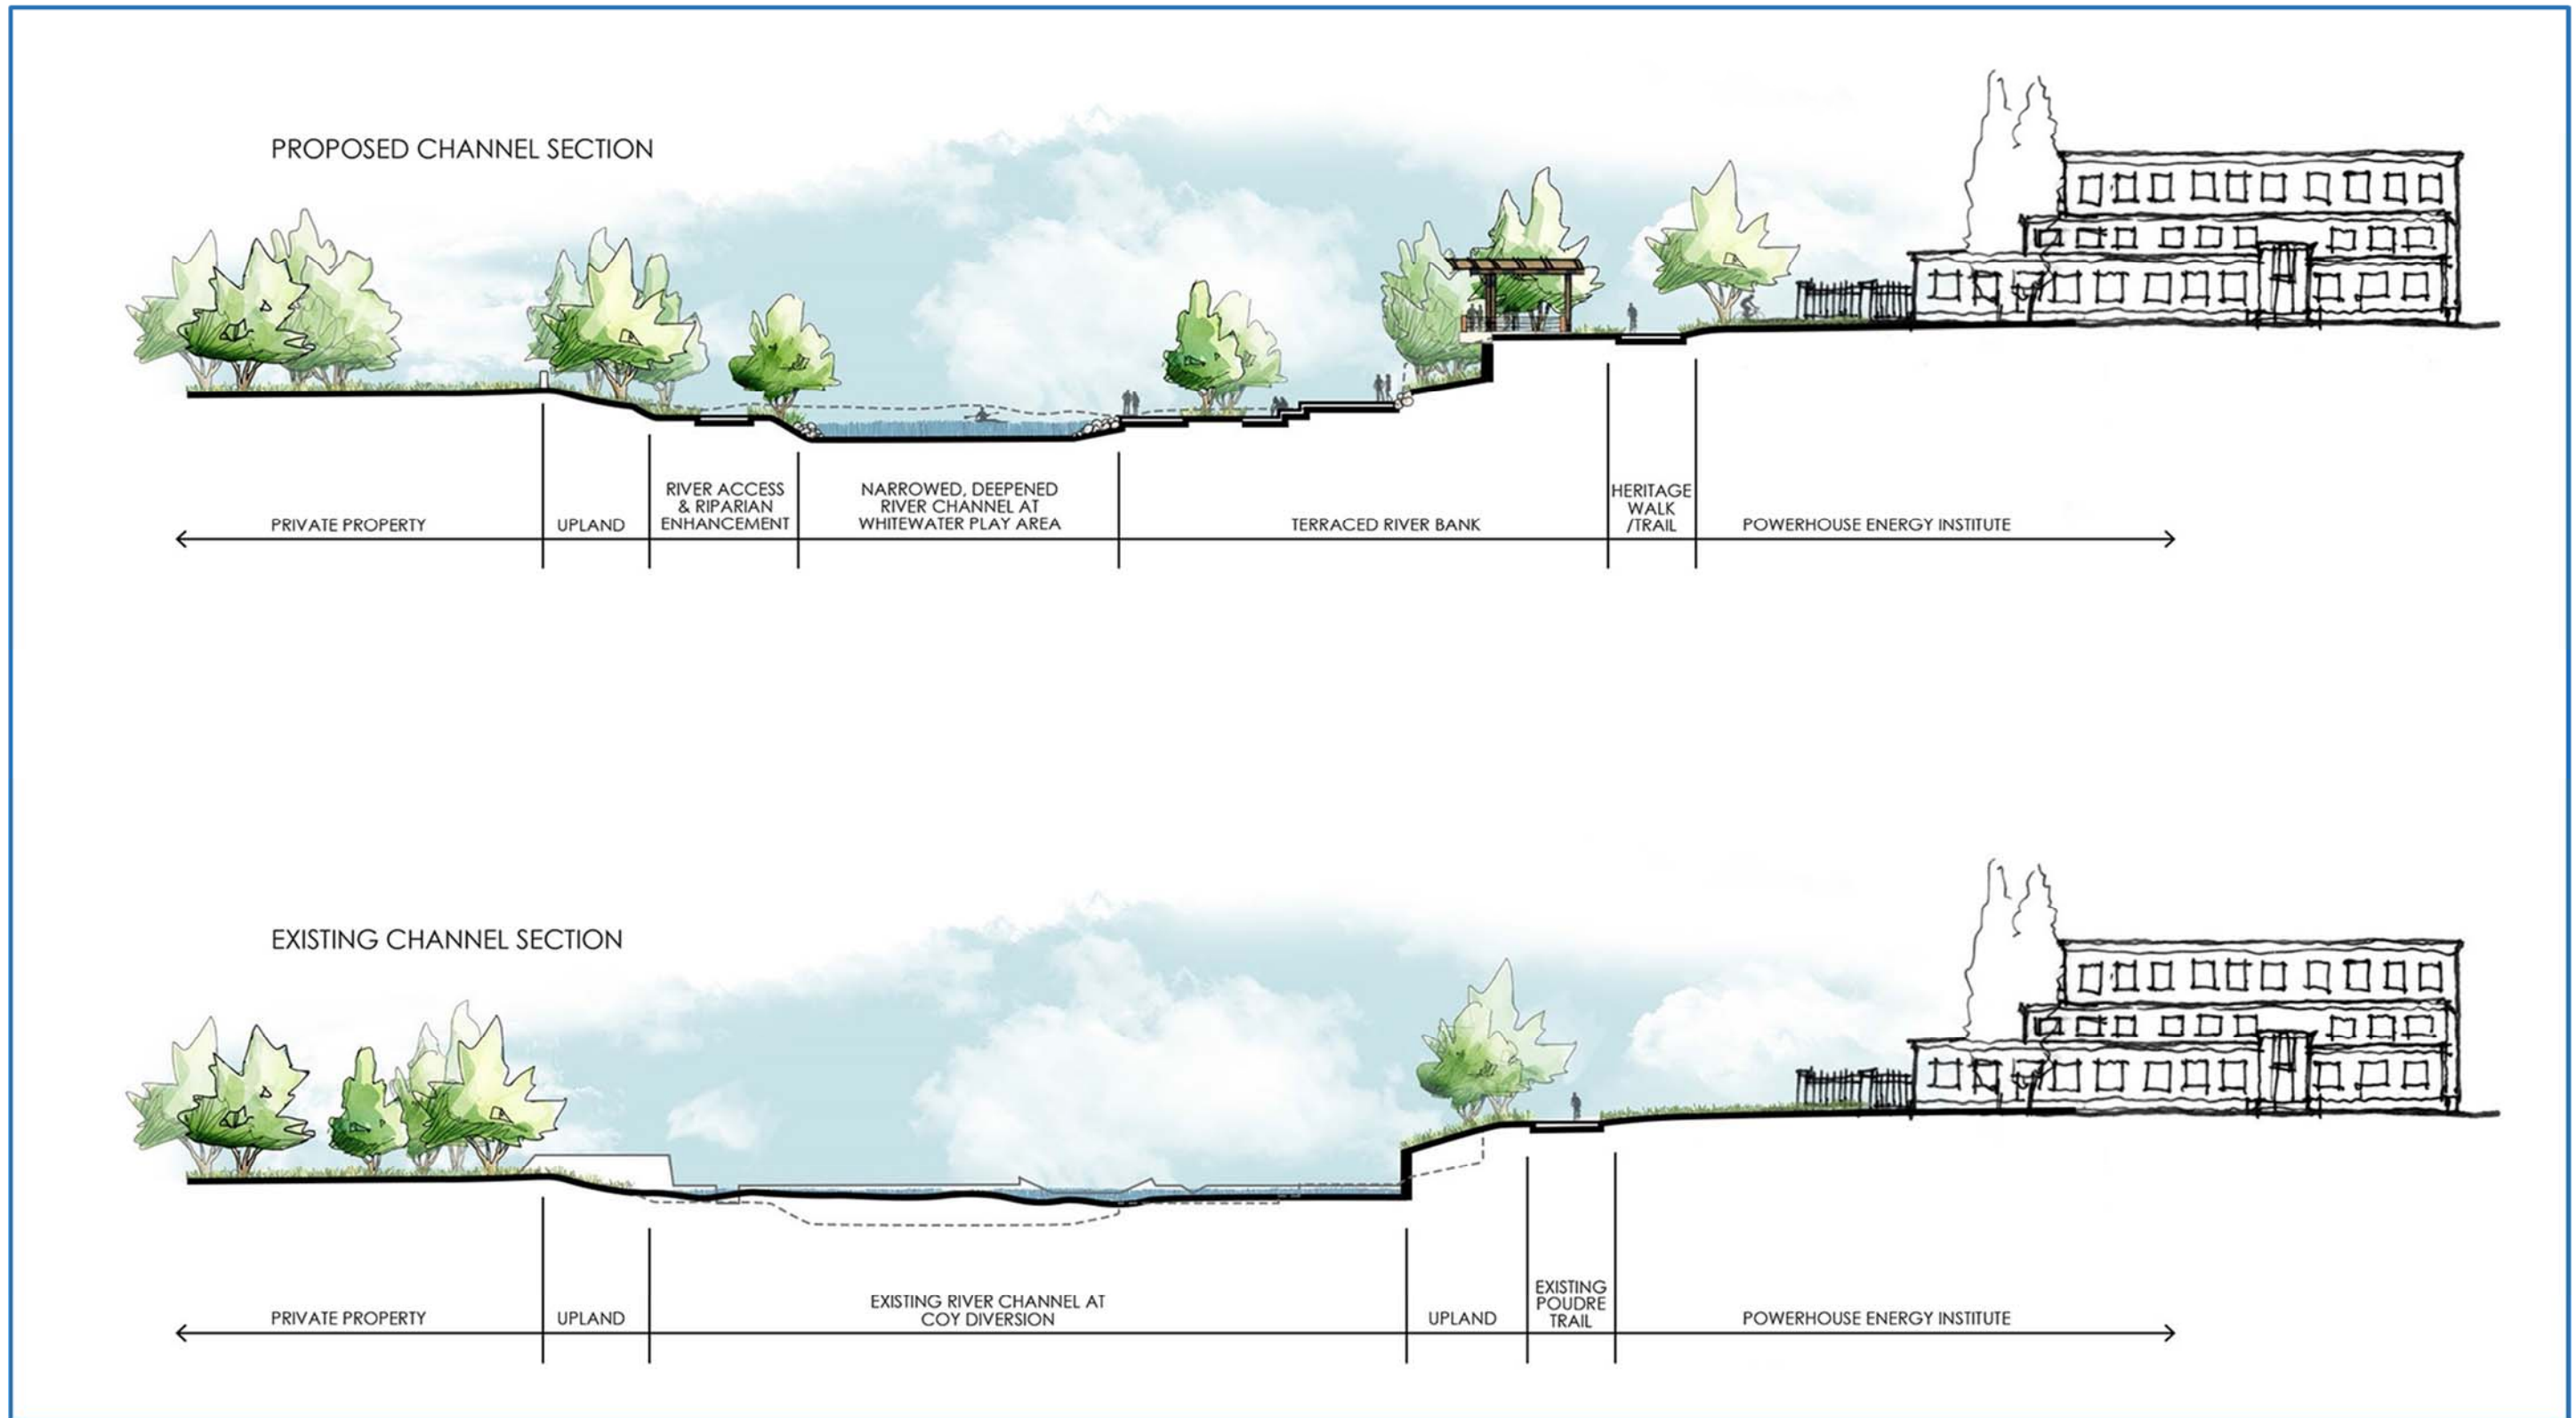 PROPOSED CHANNEL SECTION
PRIVATE PROPERTY
UPLAND
RIVER ACCESS
& RIPARIAN
ENHANCEMENT
NARROWED, DEEPENED
RIVER CHANNEL AT
WHITEWATER PLAY AREA
TERRACED RIVER BANK
HERITAGE
WALK
/TRAIL
POWERHOUSE ENERGY INSTITUTE
EXISTING CHANNEL SECTION
PRIVATE PROPERTY
UPLAND
EXISTING RIVER CHANNEL AT
COY DIVERSION
UPLAND
EXISTING
POUDRE
TRAIL
POWERHOUSE ENERGY INSTITUTE